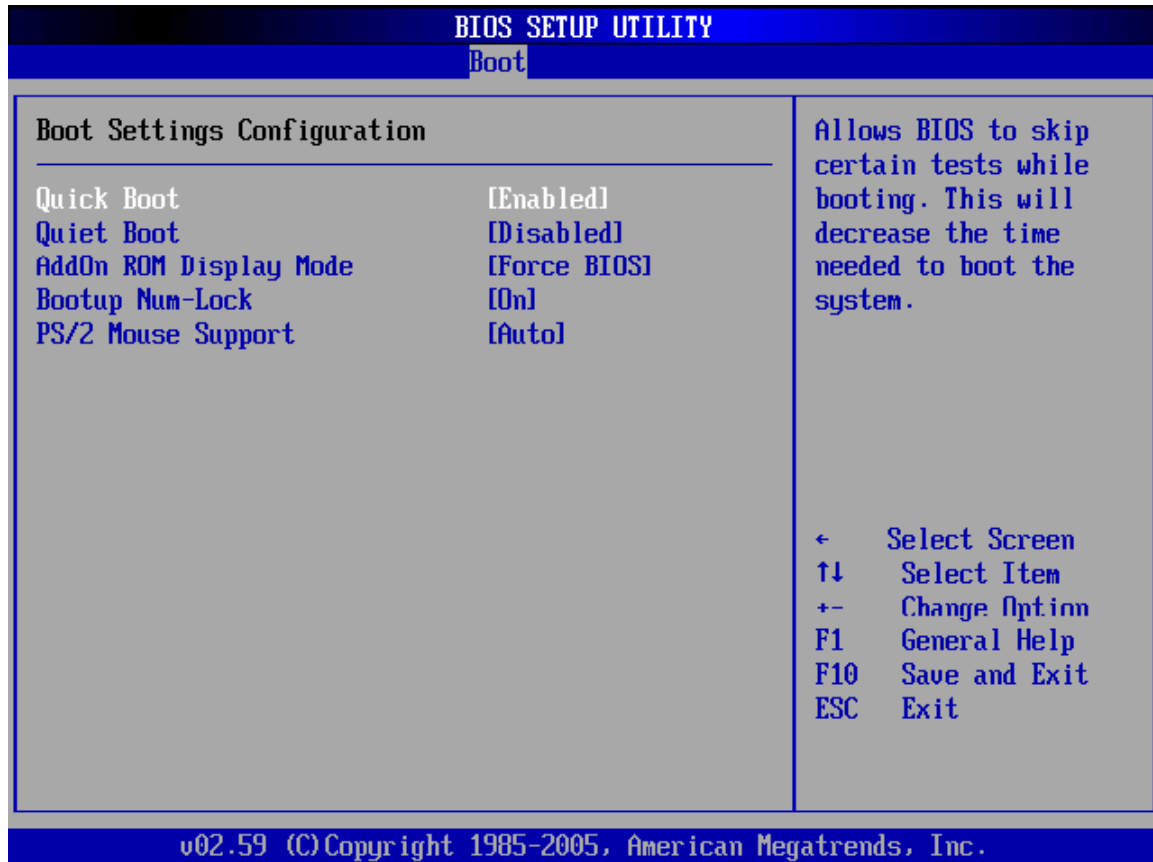 BIOS SETUP UTILITY
Boot
Boot Settings Configuration
Quick Boot [Enabled]
Quiet Boot [Disabled]
AddOn ROM Display Mode [Force BIOS]
Bootup Num-Lock [On]
PS/2 Mouse Support [Auto]
Allows BIOS to skip
certain tests while
booting. This will
decrease the time
needed to boot the
system.
← Select Screen
↑↓ Select Item
+- Change Option
F1 General Help
F10 Save and Exit
ESC Exit
v02.59 (C)Copyright 1985-2005, American Megatrends, Inc.